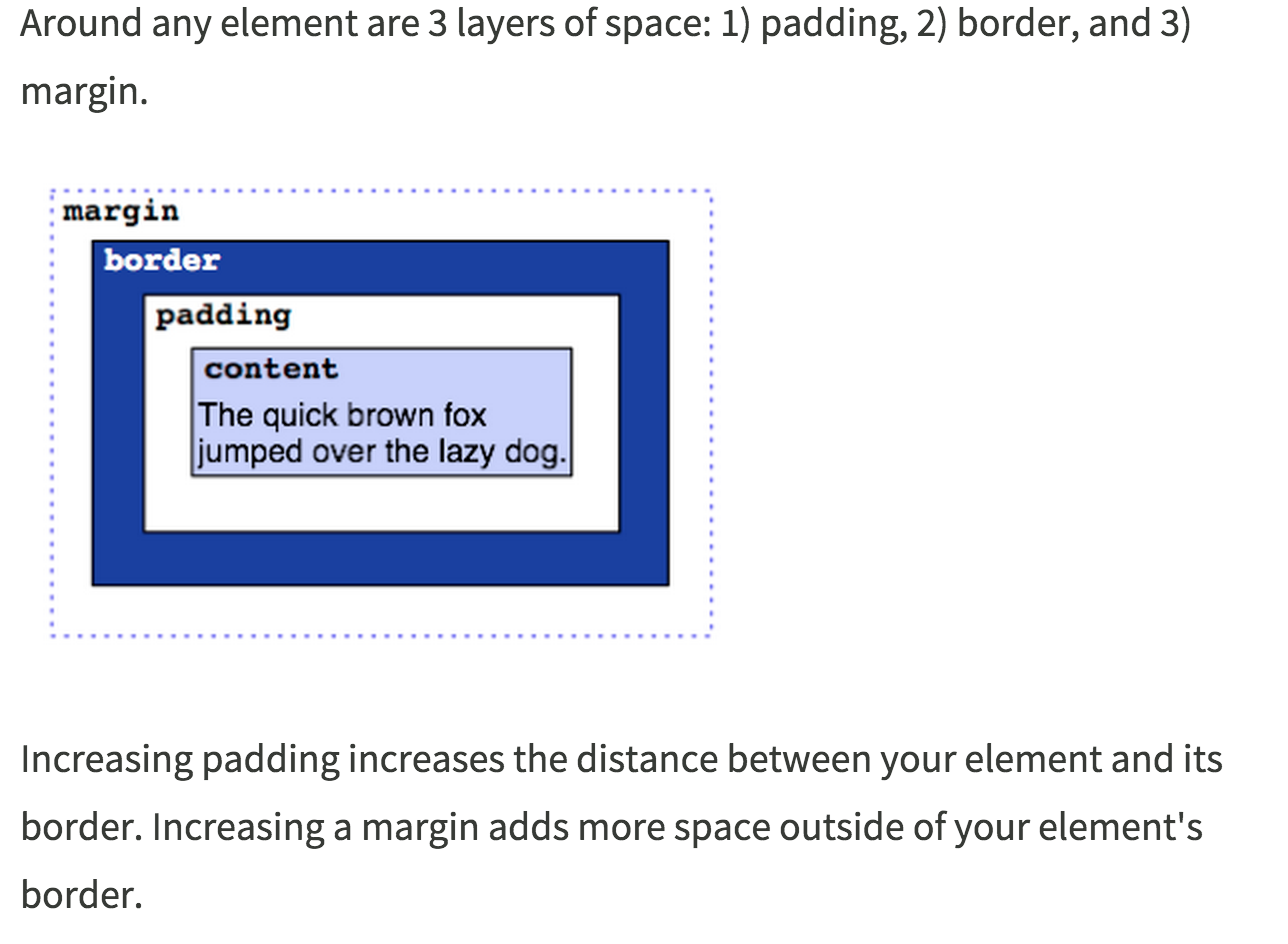 Around any element are 3 layers of space: 1) padding, 2) border, and 3)
margin.
margin
border
padding
content
The quick brown fox
jumped over the lazy dog.
Increasing padding increases the distance between your element and its
border. Increasing a margin adds more space outside of your element's
border.